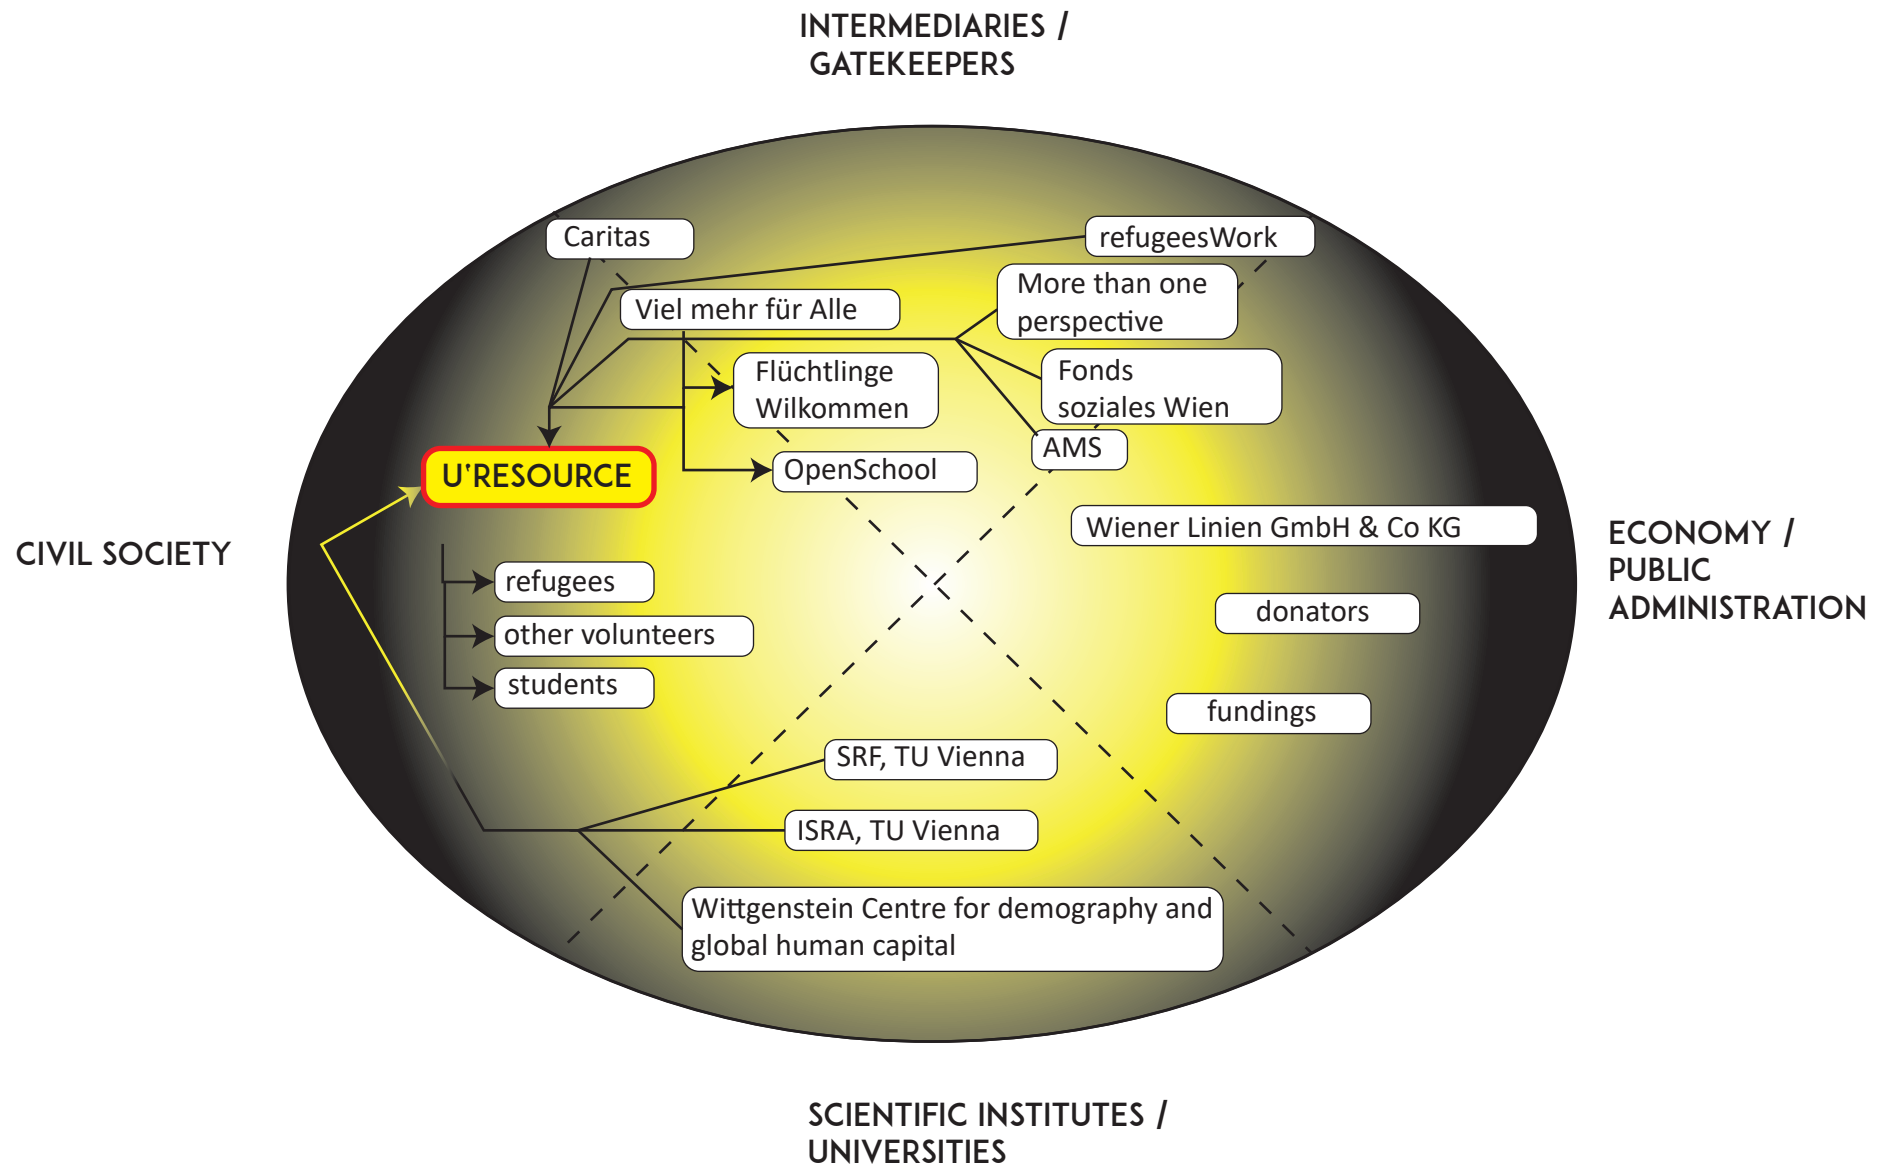 INTERMEDIARIES /
GATEKEEPERS
Caritas
refugeesWork
Viel mehr für Alle
More than one
perspective
Flüchtlinge
Wilkommen
Fonds
soziales Wien
AMS
OpenSchool
U'RESOURCE
Wiener Linien GmbH & Co KG
CIVIL SOCIETY
ECONOMY /
PUBLIC
ADMINISTRATION
refugees
other volunteers
students
donators
fundings
SRF, TU Vienna
ISRA, TU Vienna
Wittgenstein Centre for demography and
global human capital
SCIENTIFIC INSTITUTES /
UNIVERSITIES